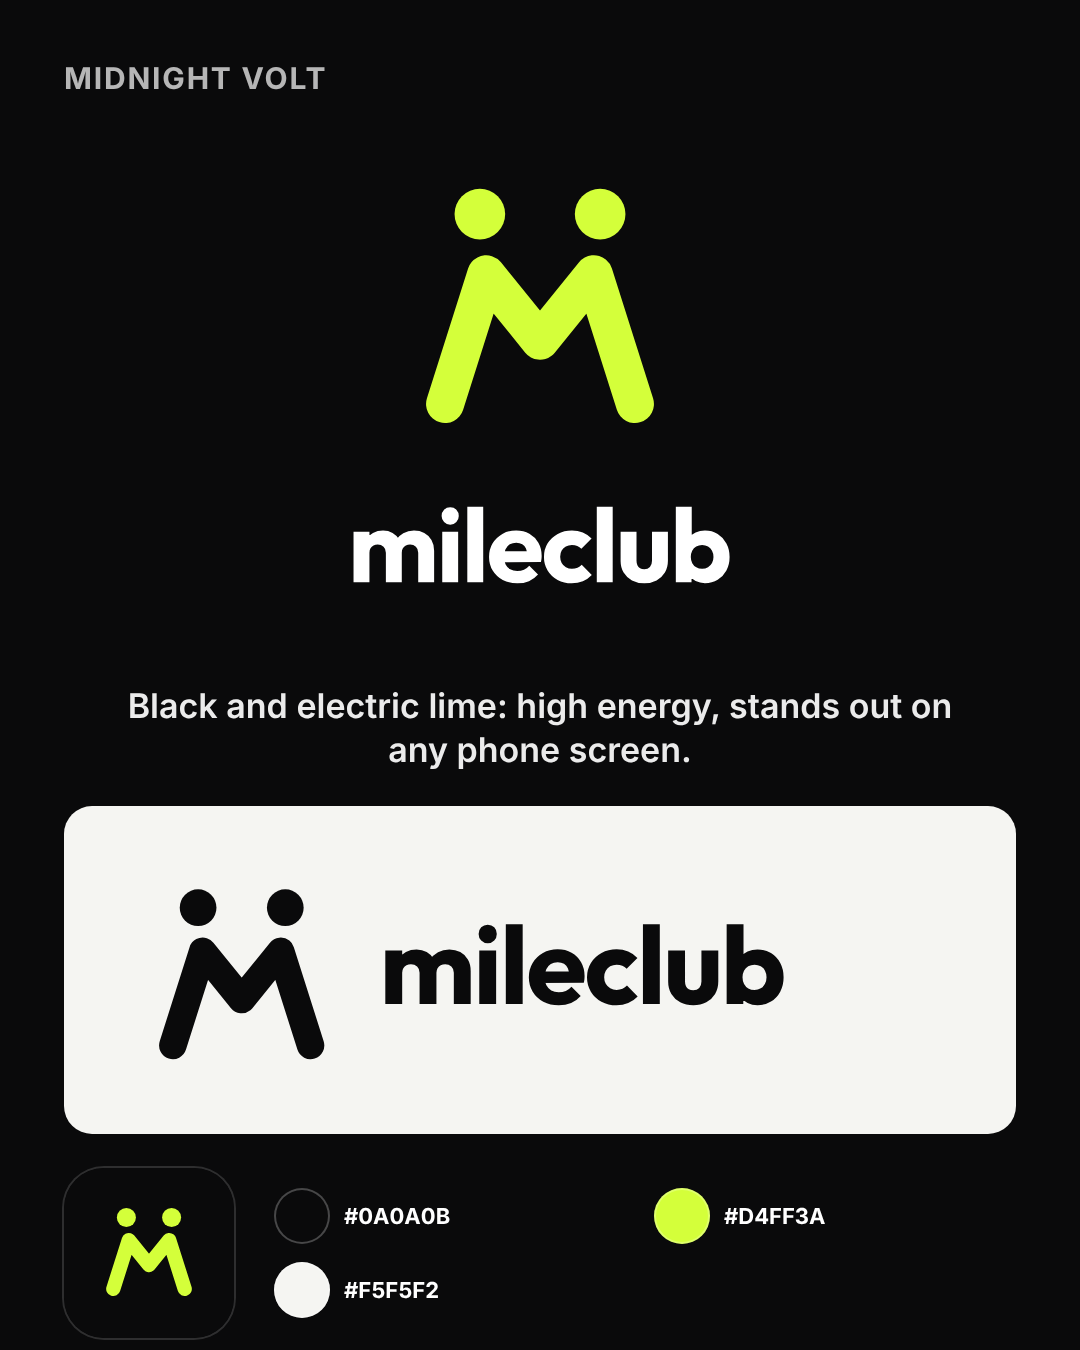 MIDNIGHT VOLT
mileclub
Black and electric lime: high energy, stands out on
any phone screen.
mileclub
#0A0A0B
#D4FF3A
#F5F5F2